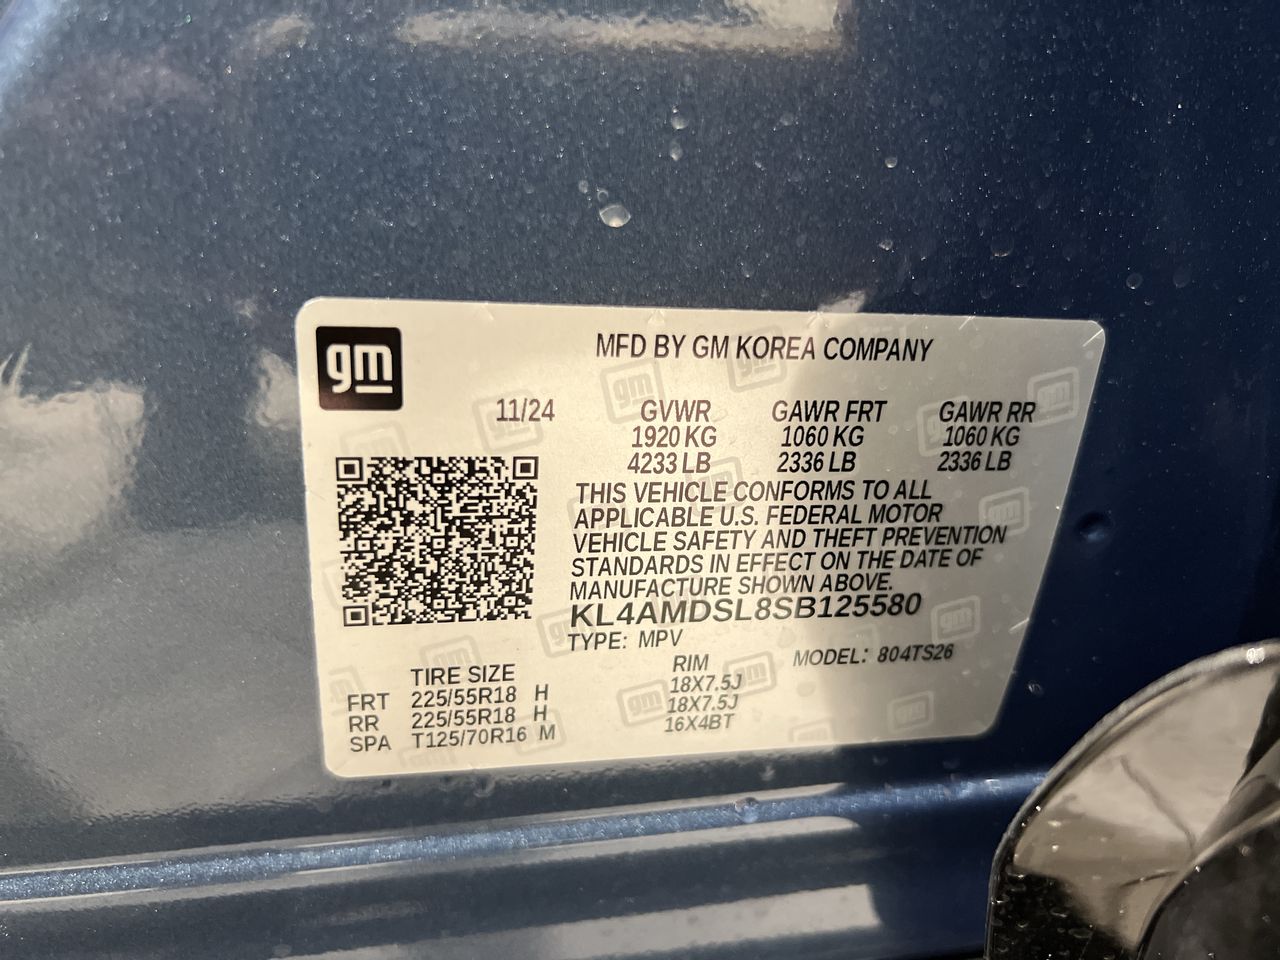 gm
MFD BY GM KOREA COMPANY
11/24 GVWR GAWR FRT GAWR RR
1920 KG 1060 KG 1060 KG
4233 LB 2336 LB 2336 LB
THIS VEHICLE CONFORMS TO ALL
APPLICABLE U.S. FEDERAL MOTOR
VEHICLE SAFETY AND THEFT PREVENTION
STANDARDS IN EFFECT ON THE DATE OF
MANUFACTURE SHOWN ABOVE.
KL4AMDSL8SB125580
TYPE: MPV MODEL: 804TS26
TIRE SIZE RIM
FRT 225/55R18 H 18X7.5J
RR 225/55R18 H 18X7.5J
SPA T125/70R16 M 16X4BT